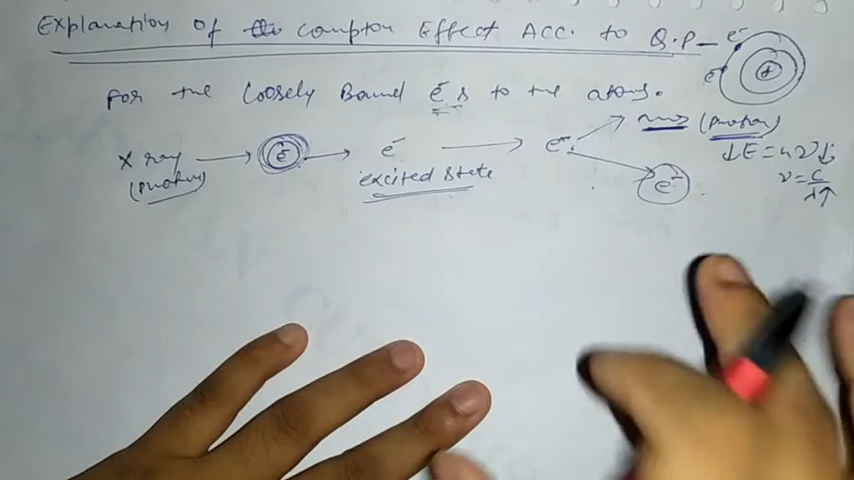 Explanation of Compton Effect Acc. to Q.P- e⁻
for the Loosely Bound e⁻s to the atoms. e⁻ +
X ray → e⁻ → e⁻ → e⁻* → (photon) ↓E=hν↓
(photon) excited state e⁻ ν=c/λ↑